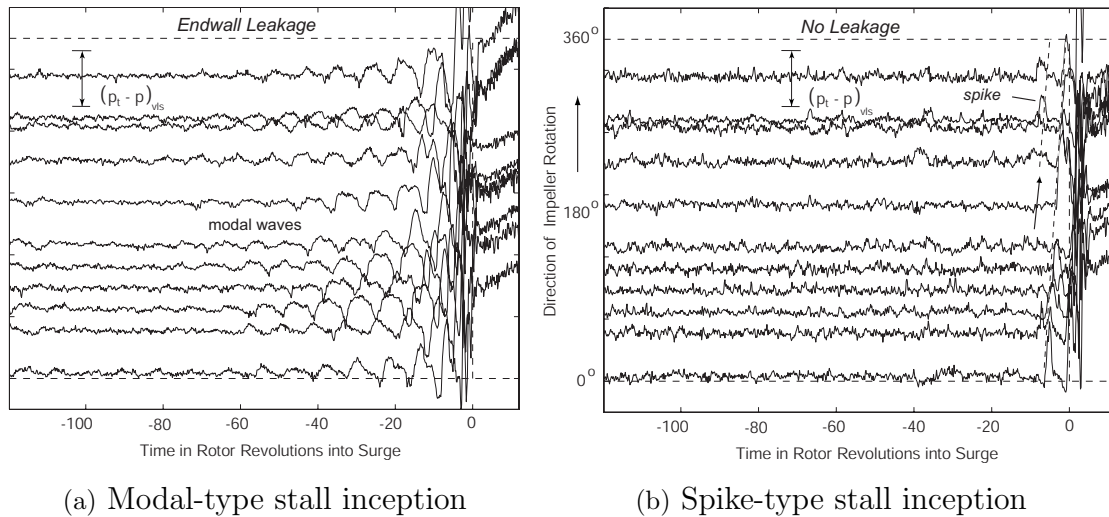 Endwall Leakage
(p_t - p)_vls
modal waves
-100 -80 -60 -40 -20 0
Time in Rotor Revolutions into Surge
(a) Modal-type stall inception
No Leakage
360°
(p_t - p)_vls
spike
180°
0°
Direction of Impeller Rotation
-100 -80 -60 -40 -20 0
Time in Rotor Revolutions into Surge
(b) Spike-type stall inception